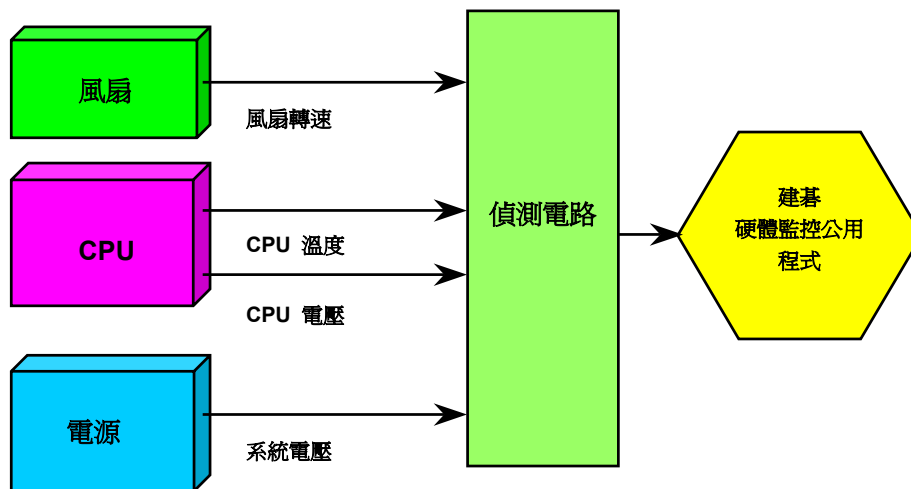 風扇
風扇轉速
CPU
CPU 溫度
CPU 電壓
電源
系統電壓
偵測電路
建碁
硬體監控公用
程式